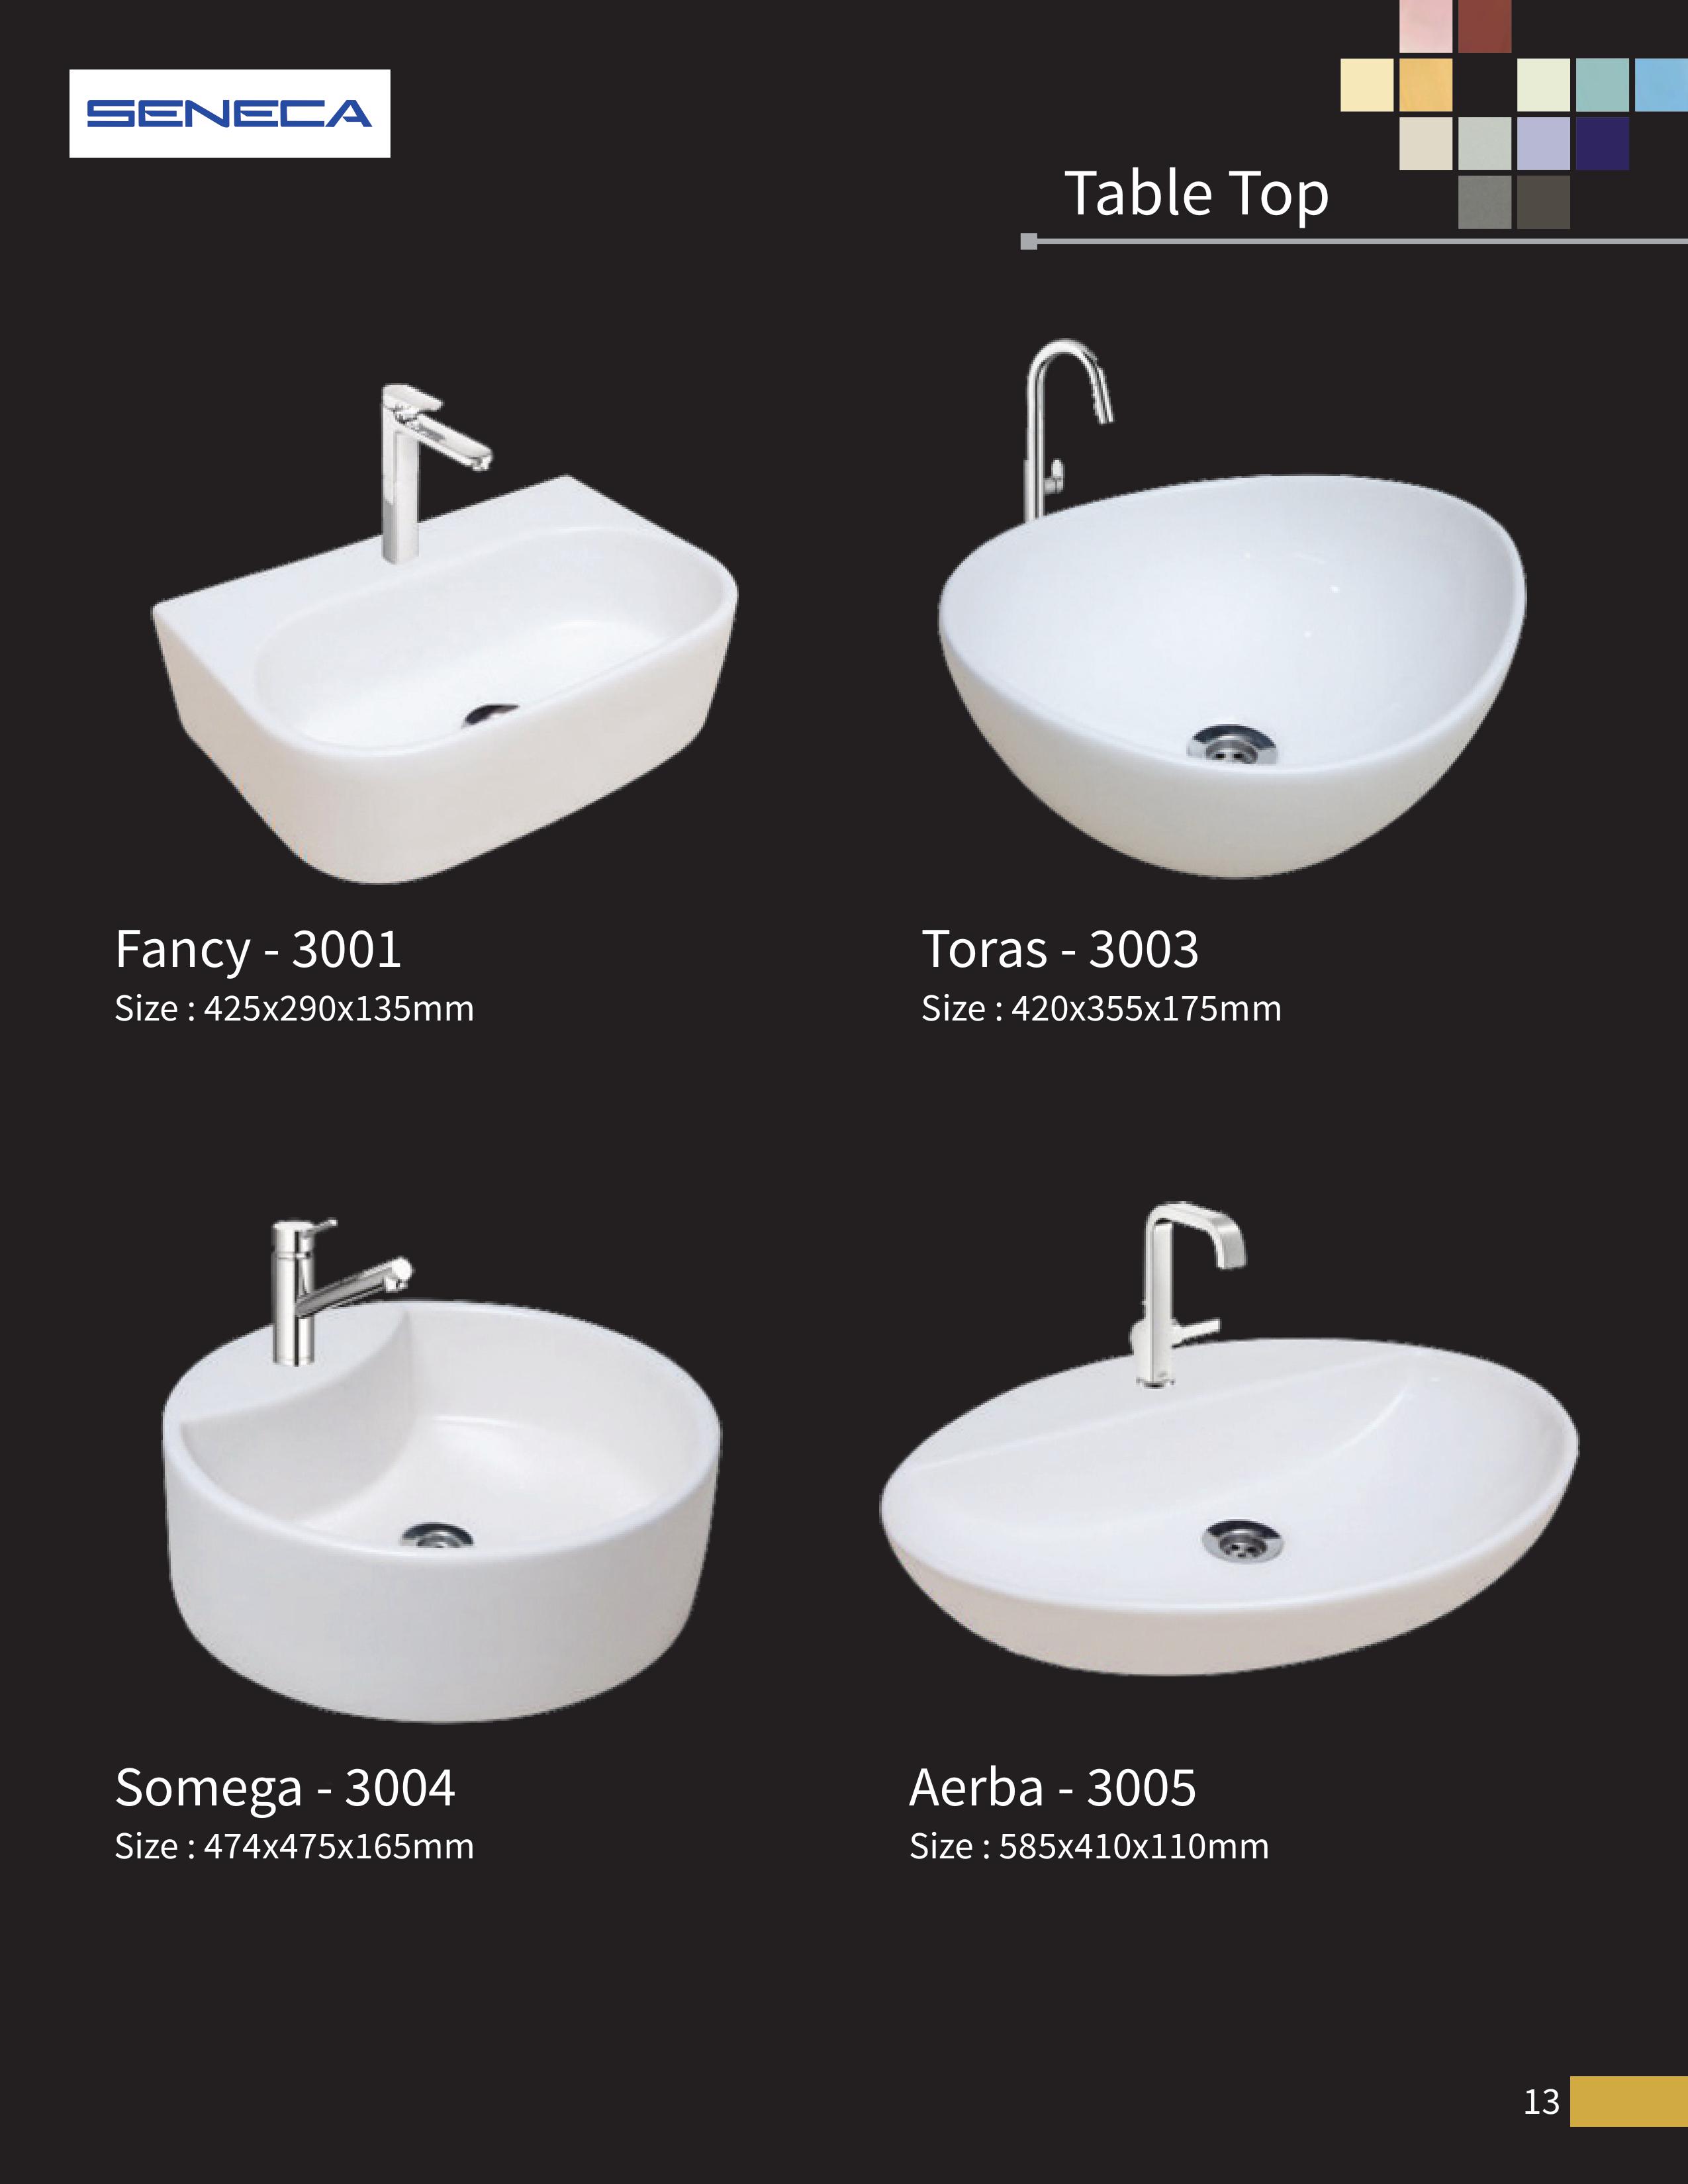 SENECA
Table Top
Fancy - 3001
Size : 425x290x135mm
Toras - 3003
Size : 420x355x175mm
Somega - 3004
Size : 474x475x165mm
Aerba - 3005
Size : 585x410x110mm
13